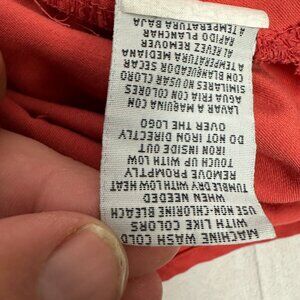 MACHINE WASH COLD
WITH LIKE COLORS
USE NON-CHLORINE BLEACH
WHEN NEEDED
TUMBLE DRY WITH LOW HEAT
REMOVE PROMPTLY
TOUCH UP WITH LOW
IRON INSIDE OUT
DO NOT IRON DIRECTLY
OVER THE LOGO
LAVAR A MAQUINA CON
AGUA FRIA CON COLORES
SIMILARES NO USAR CLORO
CON BLANQUEADOR SECAR
A TEMPERATURA MEDIANA
AL REVEZ REMOVER
RAPIDO PLANCHAR
A TEMPERATURA BAJA